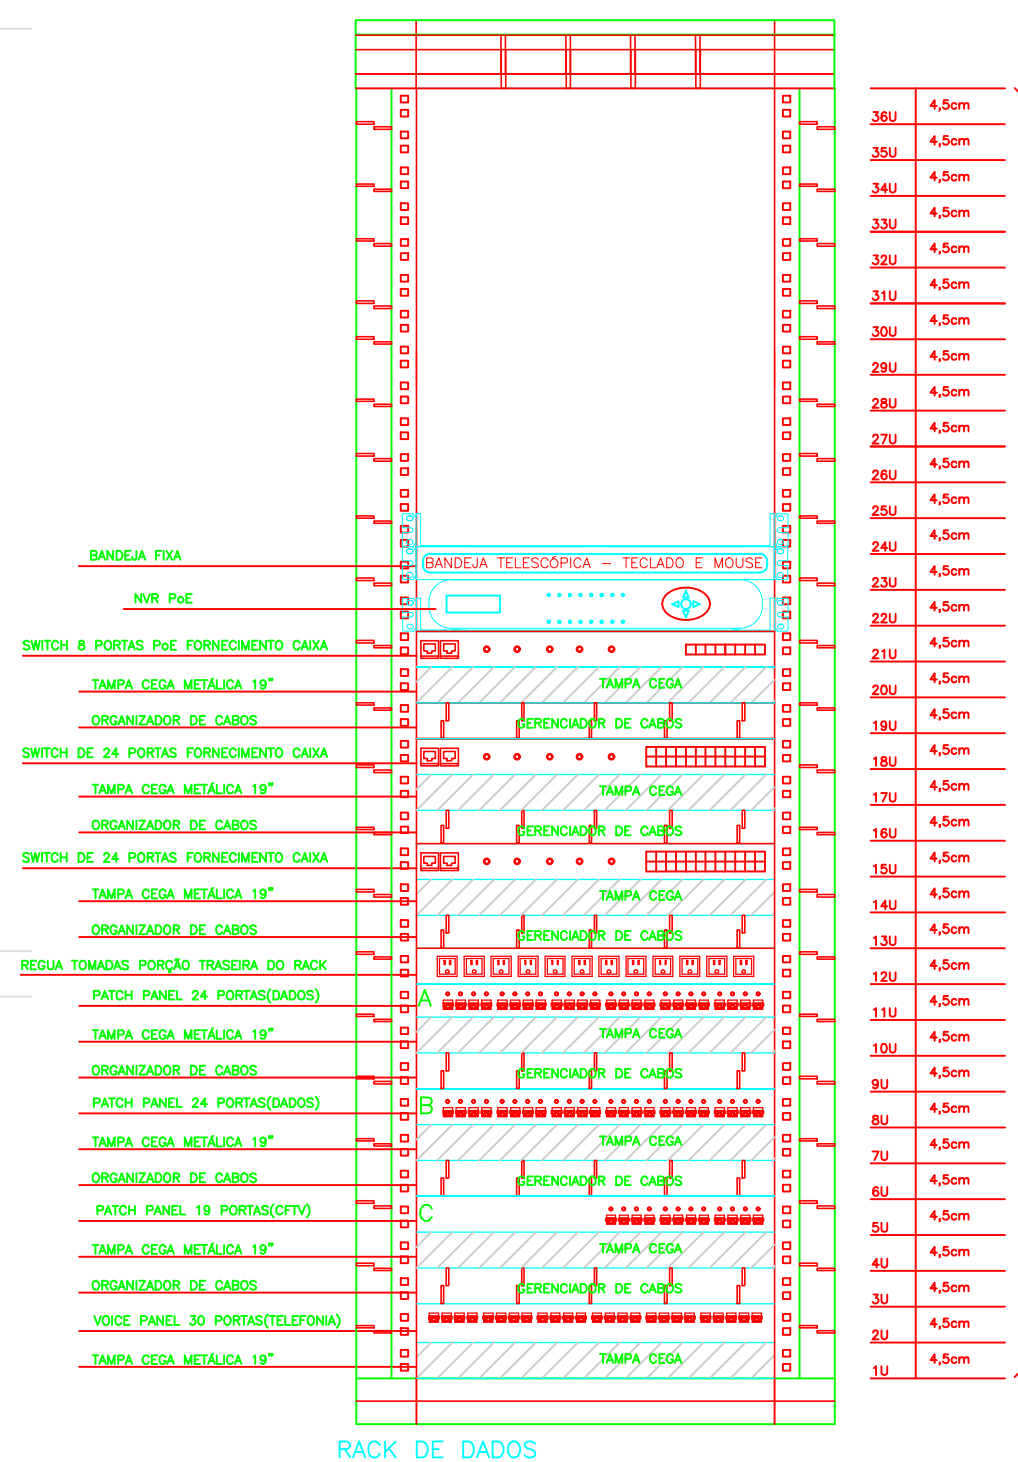 36U 4,5cm
35U 4,5cm
34U 4,5cm
33U 4,5cm
32U 4,5cm
31U 4,5cm
30U 4,5cm
29U 4,5cm
28U 4,5cm
27U 4,5cm
26U 4,5cm
25U 4,5cm
24U 4,5cm
BANDEJA FIXA
BANDEJA TELESCÓPICA – TECLADO E MOUSE
23U 4,5cm
NVR PoE
22U 4,5cm
SWITCH 8 PORTAS PoE FORNECIMENTO CAIXA
21U 4,5cm
TAMPA CEGA METÁLICA 19"
TAMPA CEGA
20U 4,5cm
ORGANIZADOR DE CABOS
GERENCIADOR DE CABOS
19U 4,5cm
SWITCH DE 24 PORTAS FORNECIMENTO CAIXA
18U 4,5cm
TAMPA CEGA METÁLICA 19"
TAMPA CEGA
17U 4,5cm
ORGANIZADOR DE CABOS
GERENCIADOR DE CABOS
16U 4,5cm
SWITCH DE 24 PORTAS FORNECIMENTO CAIXA
15U 4,5cm
TAMPA CEGA METÁLICA 19"
TAMPA CEGA
14U 4,5cm
ORGANIZADOR DE CABOS
GERENCIADOR DE CABOS
13U 4,5cm
REGUA TOMADAS PORÇÃO TRASEIRA DO RACK
12U 4,5cm
PATCH PANEL 24 PORTAS(DADOS)
A
11U 4,5cm
TAMPA CEGA METÁLICA 19"
TAMPA CEGA
10U 4,5cm
ORGANIZADOR DE CABOS
GERENCIADOR DE CABOS
9U 4,5cm
PATCH PANEL 24 PORTAS(DADOS)
B
8U 4,5cm
TAMPA CEGA METÁLICA 19"
TAMPA CEGA
7U 4,5cm
ORGANIZADOR DE CABOS
GERENCIADOR DE CABOS
6U 4,5cm
PATCH PANEL 19 PORTAS(CFTV)
C
5U 4,5cm
TAMPA CEGA METÁLICA 19"
TAMPA CEGA
4U 4,5cm
ORGANIZADOR DE CABOS
GERENCIADOR DE CABOS
3U 4,5cm
VOICE PANEL 30 PORTAS(TELEFONIA)
2U 4,5cm
TAMPA CEGA METÁLICA 19"
TAMPA CEGA
1U 4,5cm
RACK DE DADOS